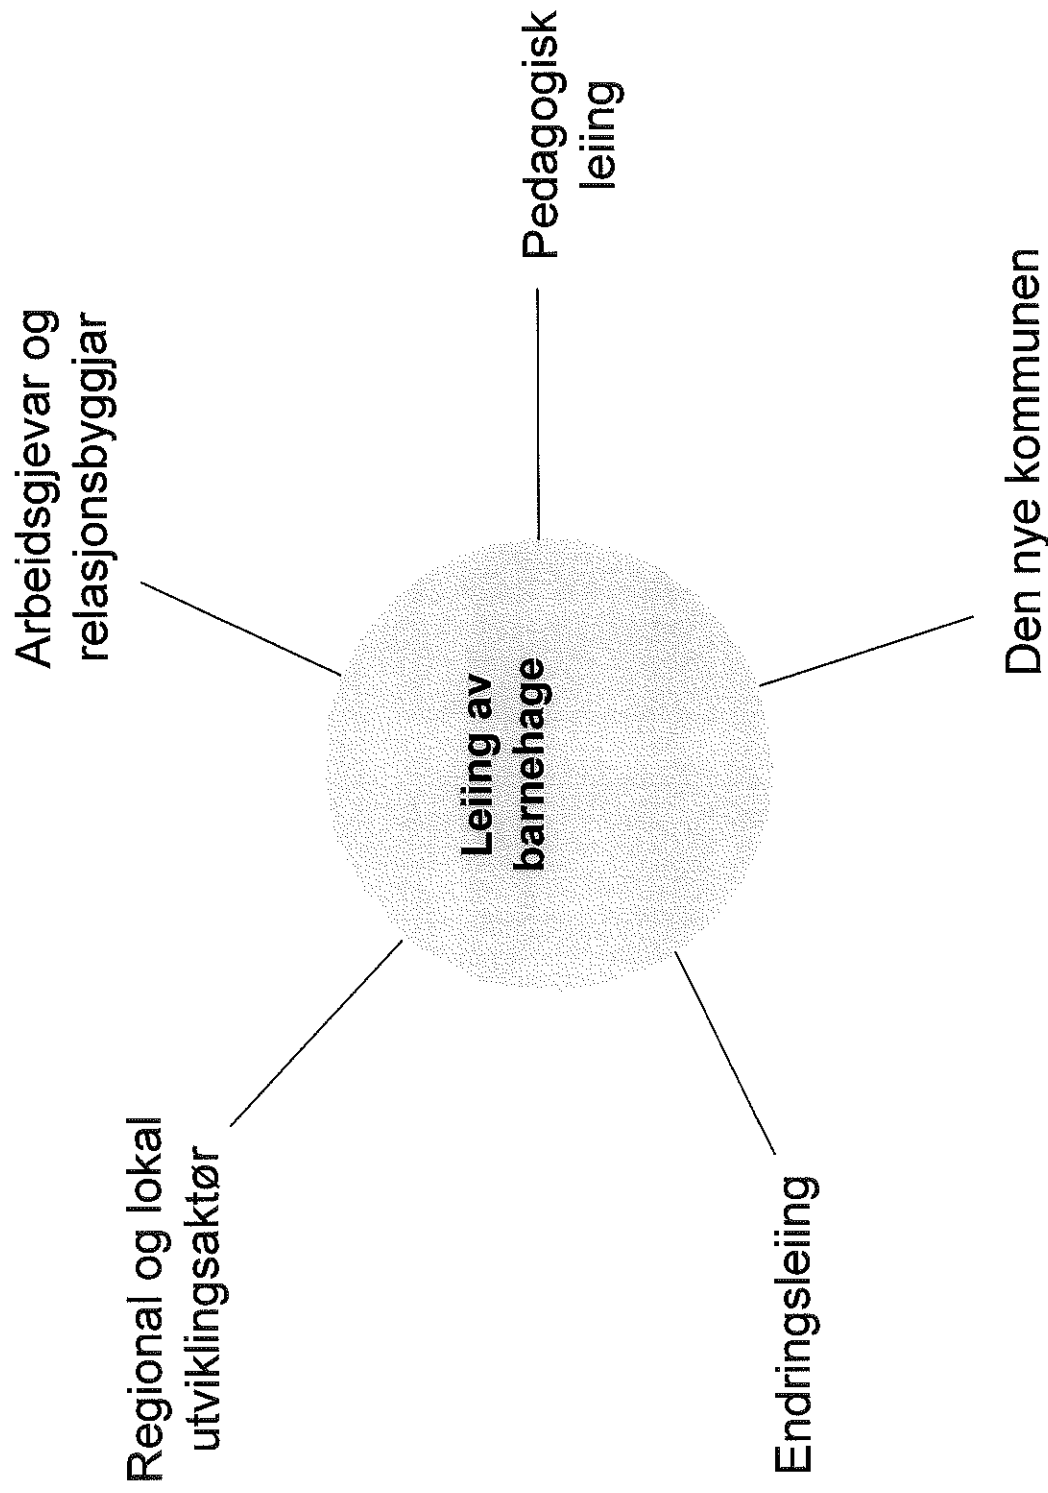 Arbeidsgjevar og
relasjonsbyggjar
Regional og lokal
utviklingsaktør
Leiing av
barnehage
Pedagogisk
leiing
Endringsleiing
Den nye kommunen